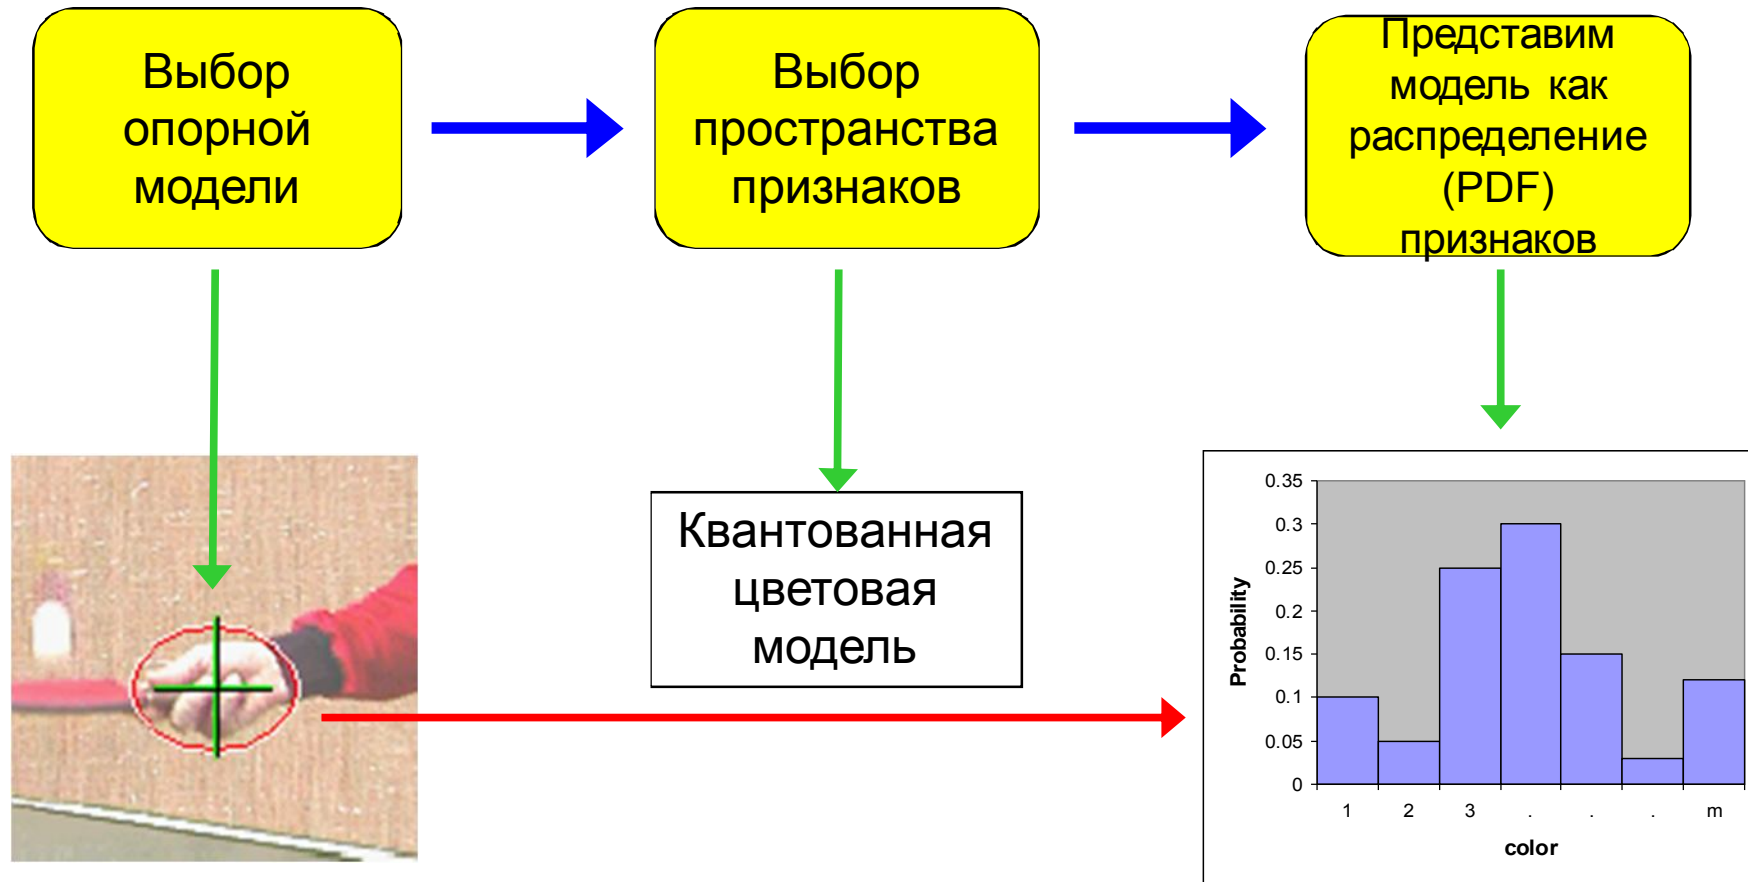 Выбор
опорной
модели
Выбор
пространства
признаков
Представим
модель как
распределение
(PDF)
признаков
Квантованная
цветовая
модель
0.35
0.3
0.25
0.2
0.15
0.1
0.05
0
Probability
1 2 3 . . . m
color